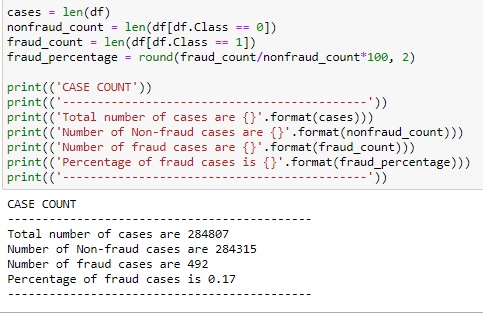 cases = len(df)
nonfraud_count = len(df[df.Class == 0])
fraud_count = len(df[df.Class == 1])
fraud_percentage = round(fraud_count/nonfraud_count*100, 2)

print(('CASE COUNT'))
print(('-----------------------------------------'))
print(('Total number of cases are {}'.format(cases)))
print(('Number of Non-fraud cases are {}'.format(nonfraud_count)))
print(('Number of fraud cases are {}'.format(fraud_count)))
print(('Percentage of fraud cases is {}'.format(fraud_percentage)))
print(('-----------------------------------------'))
CASE COUNT
-----------------------------------------
Total number of cases are 284807
Number of Non-fraud cases are 284315
Number of fraud cases are 492
Percentage of fraud cases is 0.17
-----------------------------------------